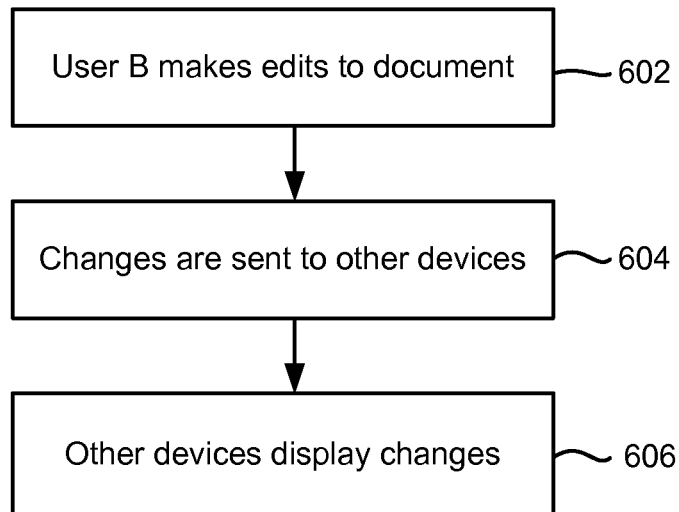 User B makes edits to document
602
Changes are sent to other devices
604
Other devices display changes
606